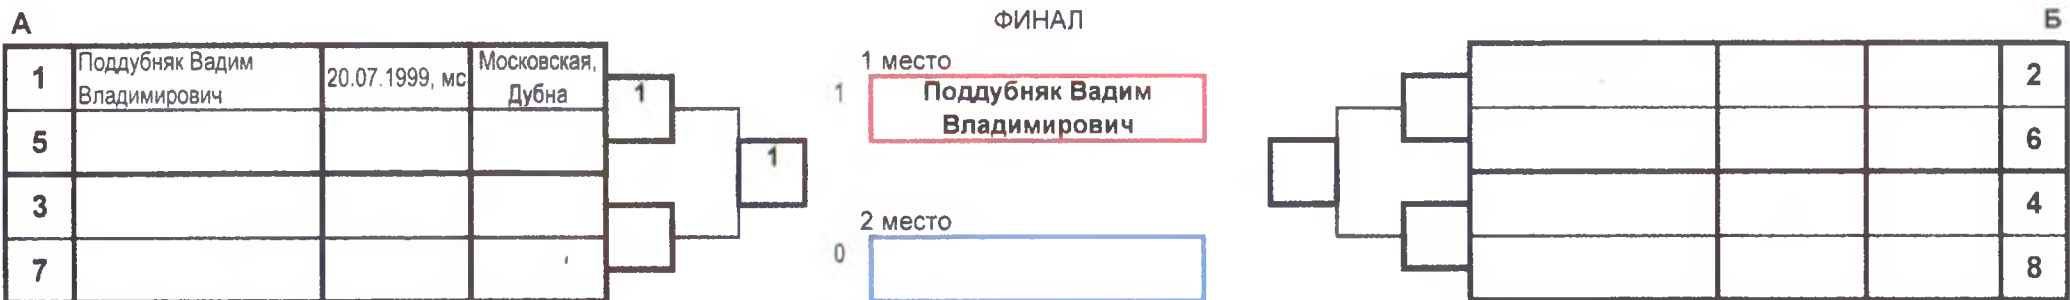 А
ФИНАЛ
Б
1
Поддубняк Вадим
Владимирович
20.07.1999, мс
Московская,
Дубна
5
3
7
1
1
1 место
1
Поддубняк Вадим
Владимирович
2 место
0
2
6
4
8